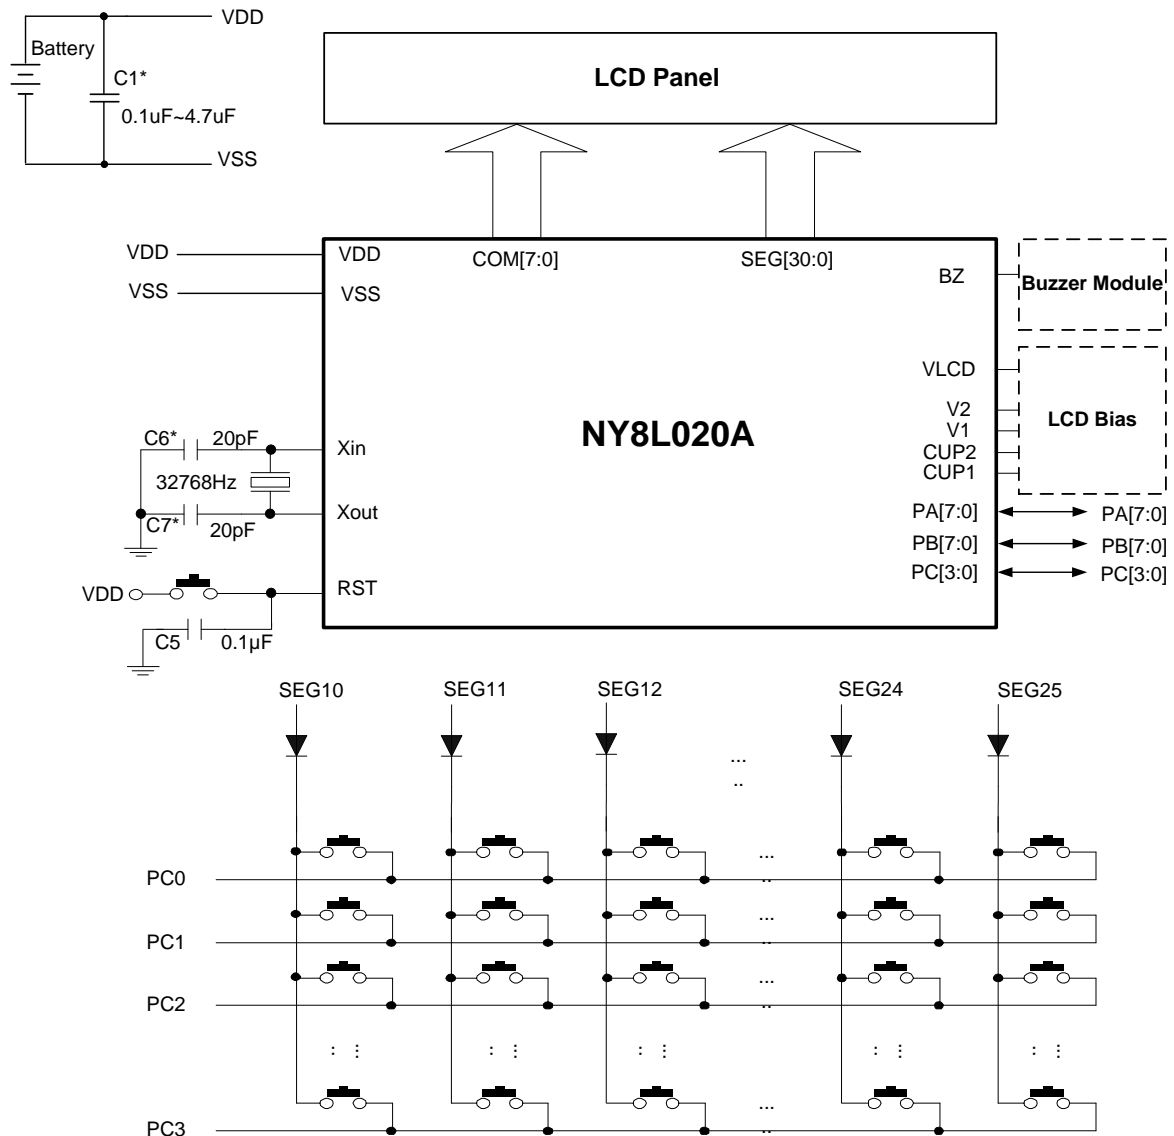 VDD
Battery
C1*
0.1uF~4.7uF
VSS
LCD Panel
VDD
VSS
VDD
VSS
COM[7:0]
SEG[30:0]
BZ
Buzzer Module
VLCD
V2
V1
CUP2
CUP1
LCD Bias
NY8L020A
C6*
20pF
Xin
32768Hz
C7*
20pF
Xout
PA[7:0]
PA[7:0]
PB[7:0]
PB[7:0]
PC[3:0]
PC[3:0]
VDD
RST
C5
0.1µF
SEG10
SEG11
SEG12
SEG24
SEG25
...
..
PC0
...
..
PC1
...
..
PC2
...
..
: ⋮
: ⋮
: ⋮
: ⋮
: ⋮
PC3
...
..